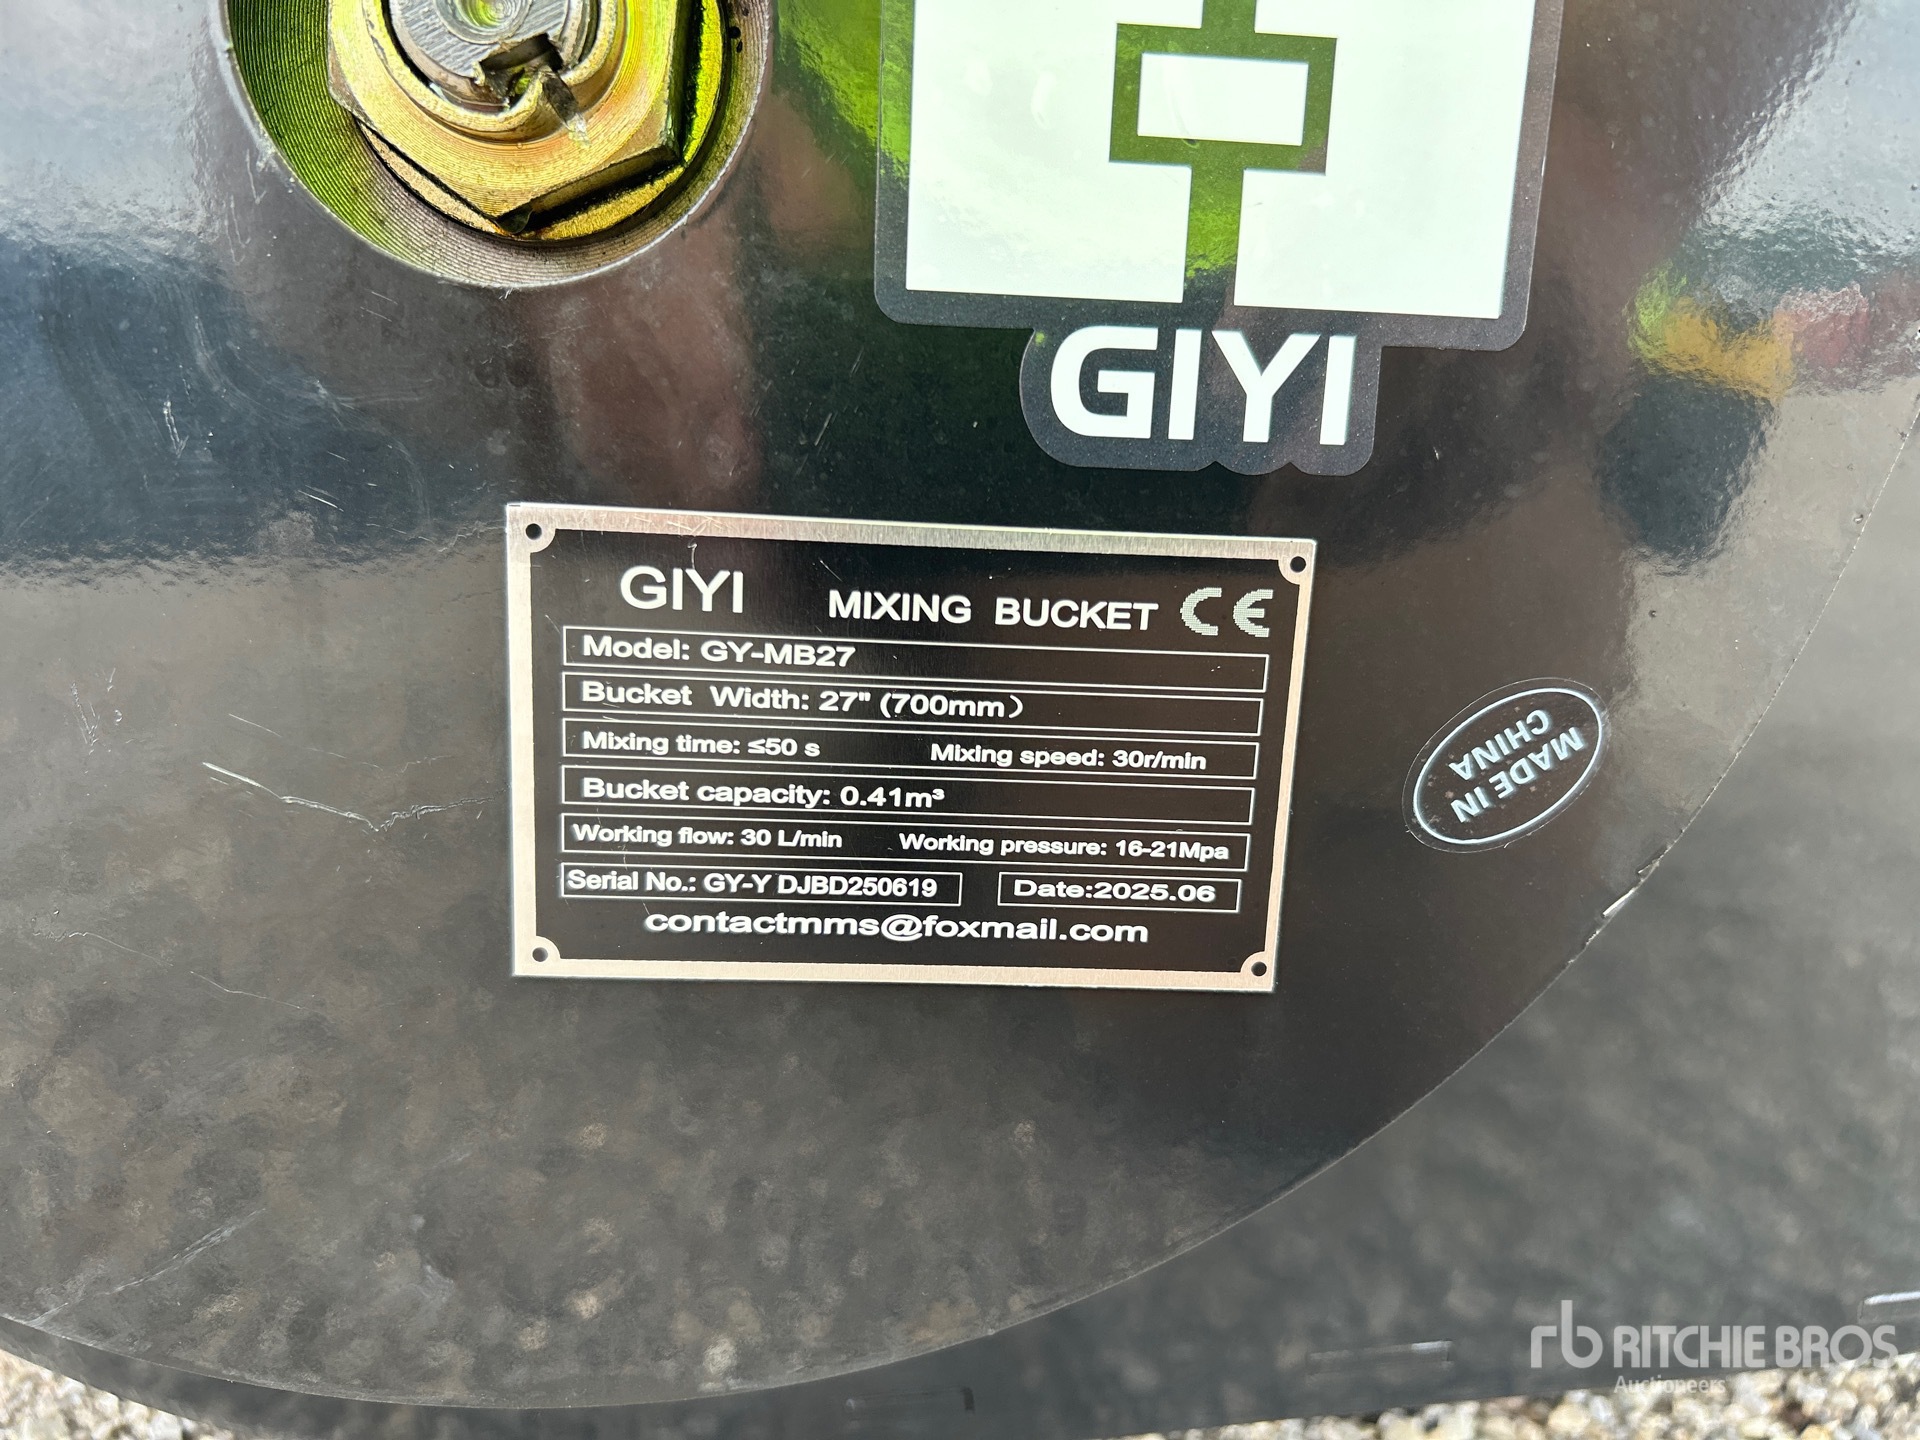 GIYI
GIYI MIXING BUCKET CE
Model: GY-MB27
Bucket Width: 27" (700mm)
Mixing time: ≤50 s Mixing speed: 30r/min
Bucket capacity: 0.41m³
Working flow: 30 L/min Working pressure: 16-21Mpa
Serial No.: GY-Y DJBD250619 Date:2025.06
contactmms@foxmail.com
MADE IN
CHINA
rb RITCHIE BROS
Auctioneers